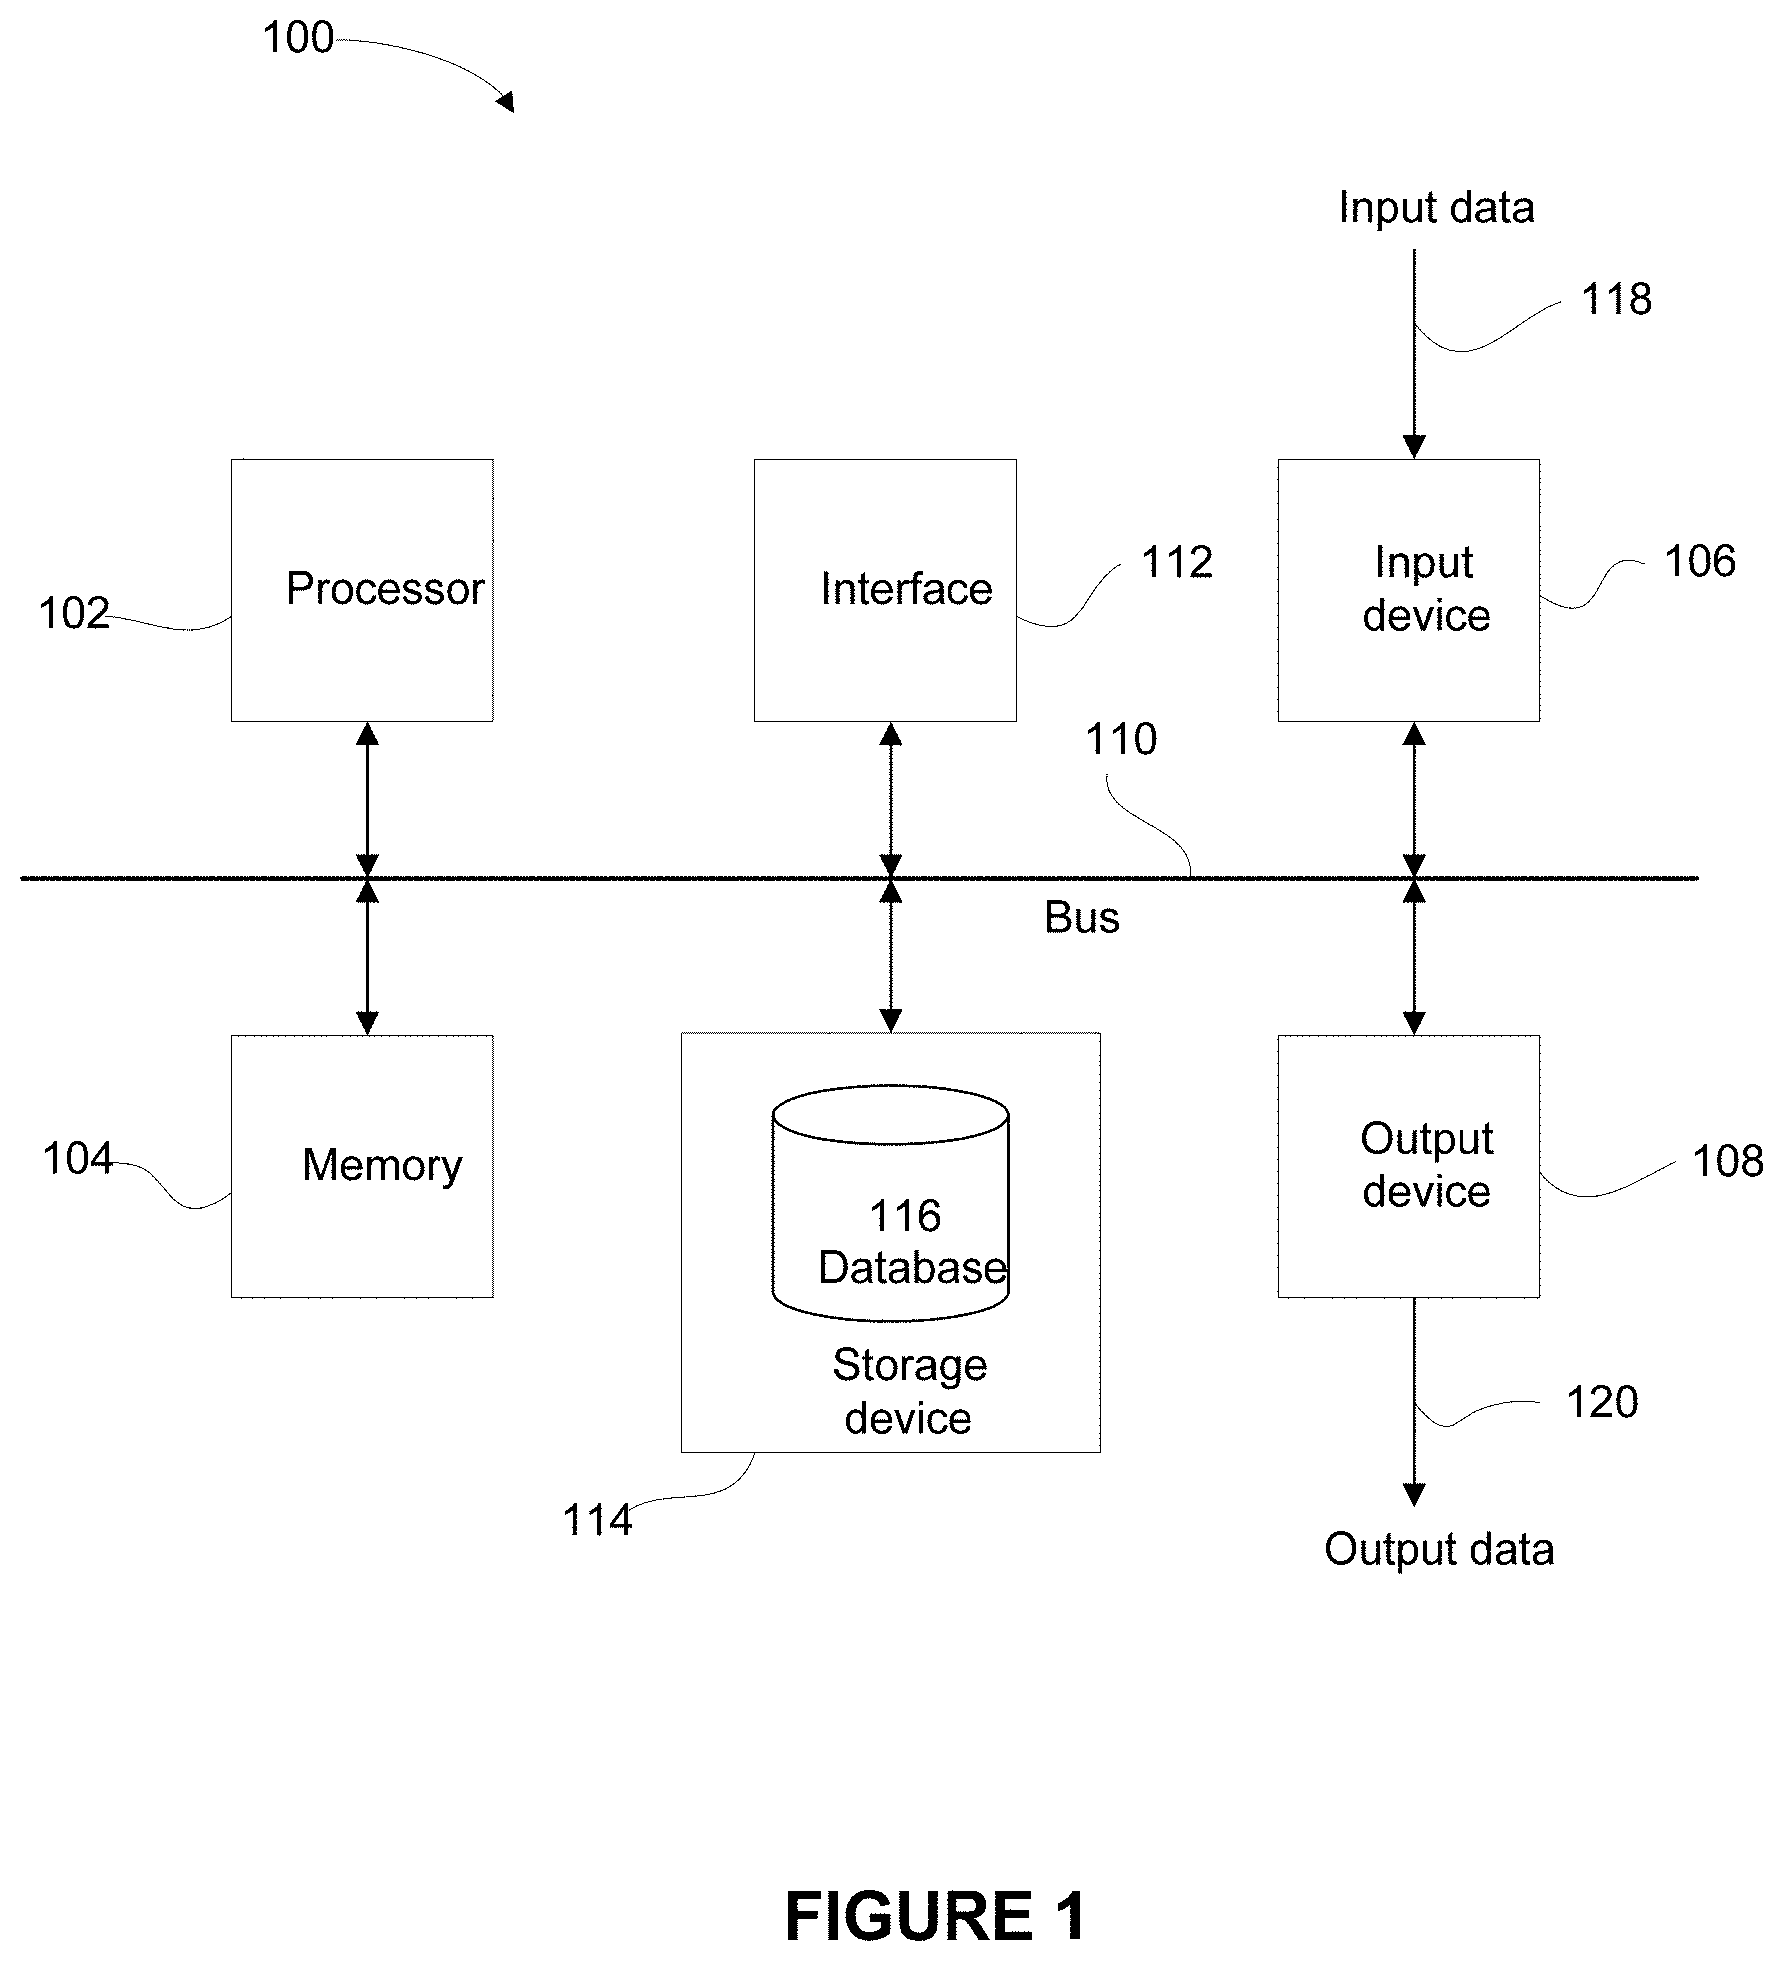 100
Input data
118
Processor
102
Interface
112
Input
device
106
110
Bus
Memory
104
116
Database
Storage
device
114
Output
device
108
120
Output data
FIGURE 1